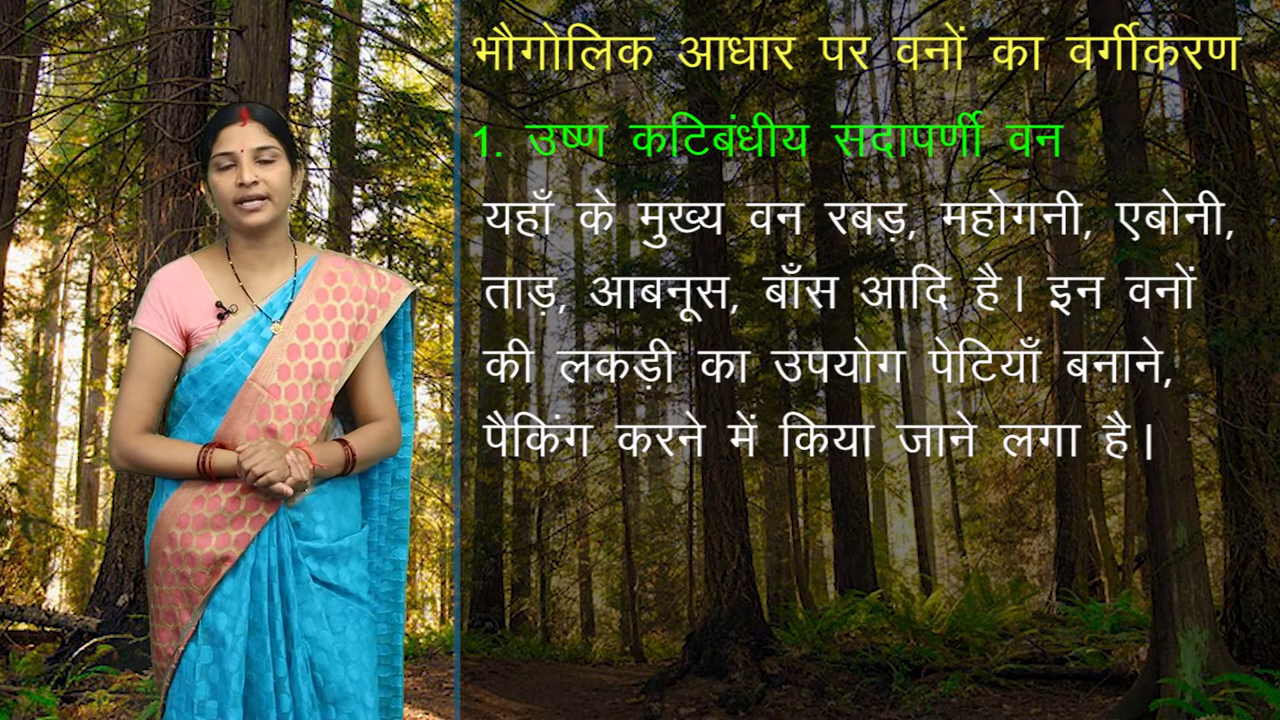 भौगोलिक आधार पर वनों का वर्गीकरण
1. उष्ण कटिबंधीय सदापर्णी वन
यहाँ के मुख्य वन रबड़, महोगनी, एबोनी,
ताड़, आबनूस, बाँस आदि है। इन वनों
की लकड़ी का उपयोग पेटियाँ बनाने,
पैकिंग करने में किया जाने लगा है।